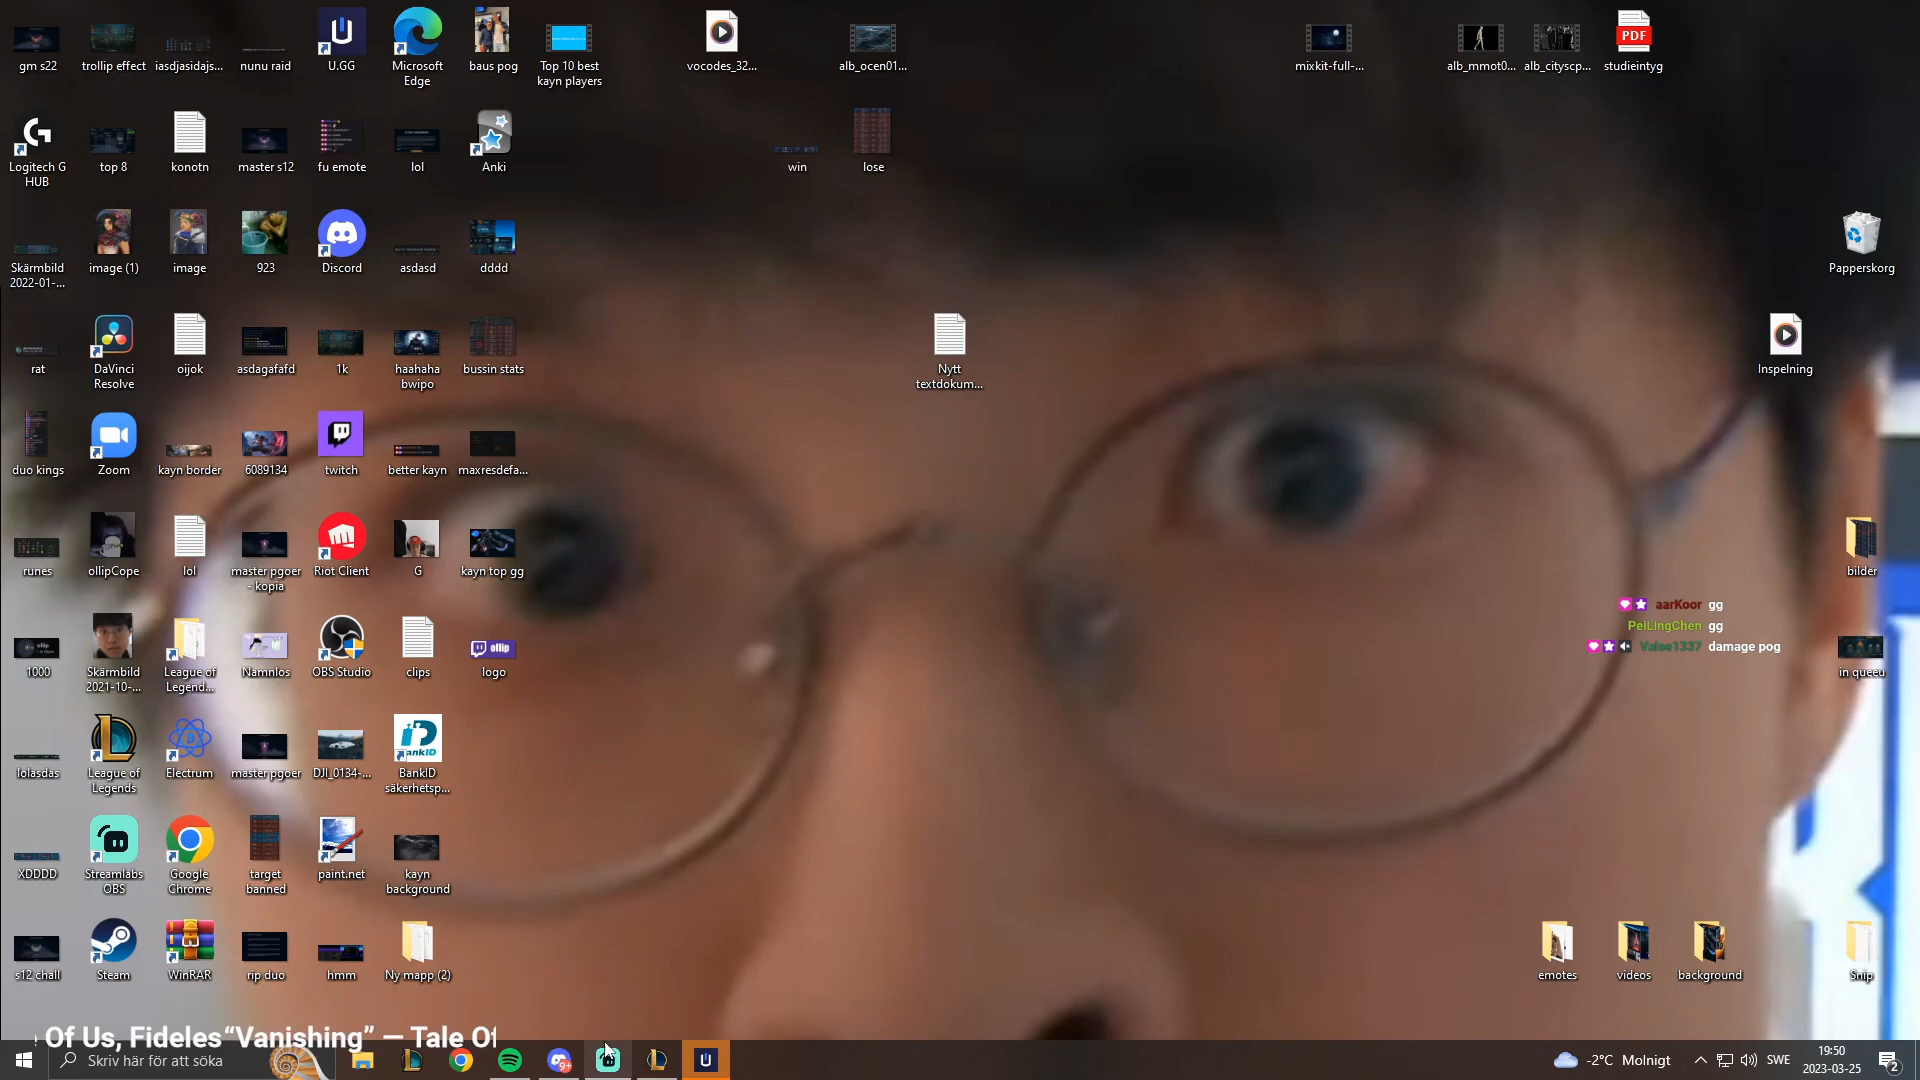 gm s22
trollip effect
iasdjasidajs...
nunu raid
U.GG
Microsoft
Edge
baus pog
Top 10 best
kayn players
vocodes_32...
alb_ocen01...
mixkit-full-...
alb_mmot0...
alb_cityscp...
PDF
studieintyg
Logitech G
HUB
top 8
konotn
master s12
fu emote
lol
Anki
win
lose
Skärmbild
2022-01-...
image (1)
image
923
Discord
asdasd
dddd
Papperskorg
rat
DaVinci
Resolve
oijok
asdagafafd
1k
haahaha
bwipo
bussin stats
Nytt
textdokum...
Inspelning
duo kings
Zoom
kayn border
6089134
twitch
better kayn
maxresdefa...
runes
ollipCope
lol
master pgoer
- kopia
Riot Client
G
kayn top gg
bilder
aarKoor gg
PeiLingChen gg
Valoe1337 damage pog
1000
Skärmbild
2021-10-...
League of
Legend...
Namnlös
OBS Studio
clips
ollip
logo
in queeu
lolasdas
League of
Legends
Electrum
master pgoer
DJI_0134-...
BankID
säkerhetsp...
XDDDD
Streamlabs
OBS
Google
Chrome
target
banned
paint.net
kayn
background
s12 chall
Steam
WinRAR
rip duo
hmm
Ny mapp (2)
emotes
videos
background
Snip
Of Us, Fideles “Vanishing” — Tale Of
Skriv här för att söka
9+
-2°C Molnigt
SWE
19:50
2023-03-25
2